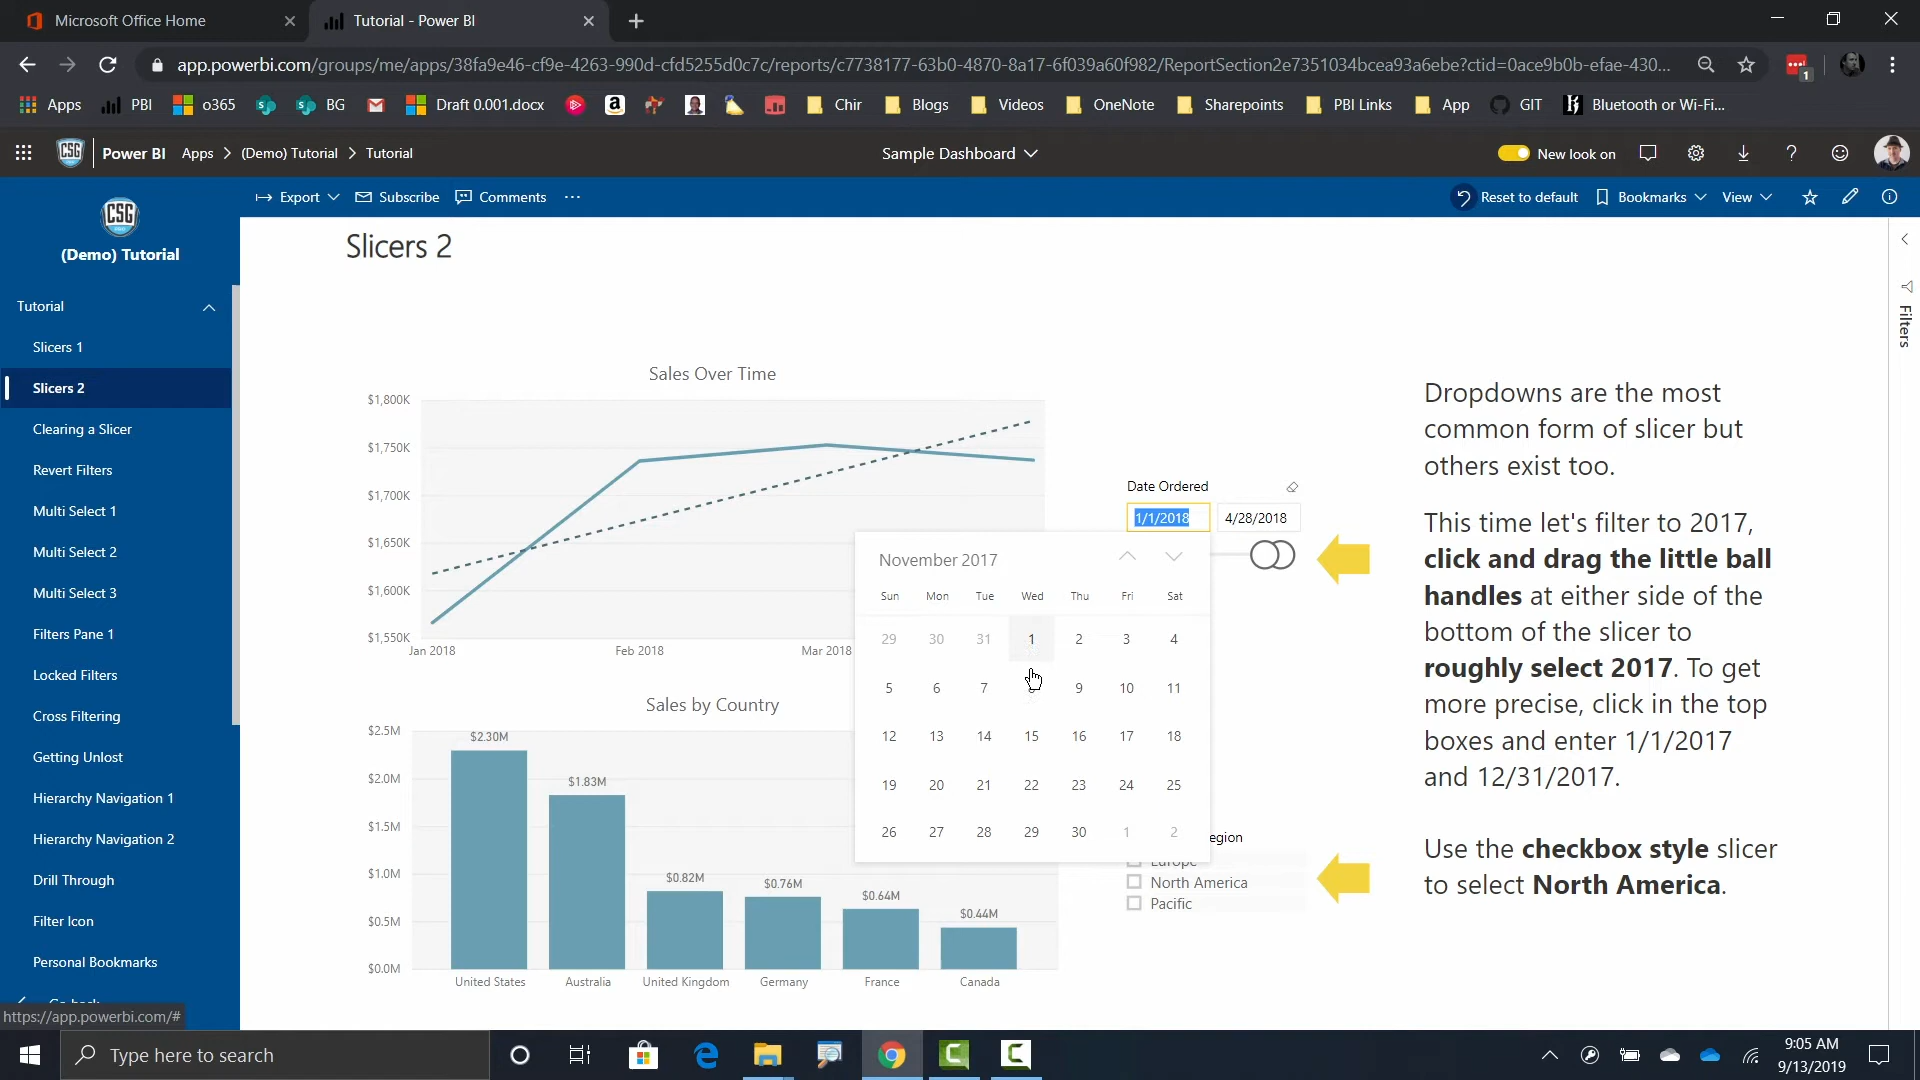 Microsoft Office Home
Tutorial - Power BI
app.powerbi.com/groups/me/apps/38fa9e46-cf9e-4263-990d-cfd5255d0c7c/reports/c7738177-63b0-4870-8a17-6f039a60f982/ReportSection2e7351034bcea93a6ebe?ctid=0ace9b0b-efae-430...
1
Apps
PBI
o365
BG
Draft 0.001.docx
Chir
Blogs
Videos
OneNote
Sharepoints
PBI Links
App
GIT
Bluetooth or Wi-Fi...
CSG
Power BI
Apps
(Demo) Tutorial
Tutorial
Sample Dashboard
New look on
Export
Subscribe
Comments
Reset to default
Bookmarks
View
CSG
(Demo) Tutorial
Tutorial
Slicers 1
Slicers 2
Clearing a Slicer
Revert Filters
Multi Select 1
Multi Select 2
Multi Select 3
Filters Pane 1
Locked Filters
Cross Filtering
Getting Unlost
Hierarchy Navigation 1
Hierarchy Navigation 2
Drill Through
Filter Icon
Personal Bookmarks
Go back
https://app.powerbi.com/#
Slicers 2
Filters
Sales Over Time
$1,800K
$1,750K
$1,700K
$1,650K
$1,600K
$1,550K
Jan 2018
Feb 2018
Mar 2018
Sales by Country
$2.5M
$2.0M
$1.5M
$1.0M
$0.5M
$0.0M
$2.30M
$1.83M
$0.82M
$0.76M
$0.64M
$0.44M
United States
Australia
United Kingdom
Germany
France
Canada
Date Ordered
1/1/2018
4/28/2018
November 2017
Sun Mon Tue Wed Thu Fri Sat
29 30 31 1 2 3 4
5 6 7 8 9 10 11
12 13 14 15 16 17 18
19 20 21 22 23 24 25
26 27 28 29 30 1 2
egion
Europe
North America
Pacific
Dropdowns are the most
common form of slicer but
others exist too.
This time let's filter to 2017,
click and drag the little ball
handles at either side of the
bottom of the slicer to
roughly select 2017. To get
more precise, click in the top
boxes and enter 1/1/2017
and 12/31/2017.
Use the checkbox style slicer
to select North America.
Type here to search
9:05 AM
9/13/2019